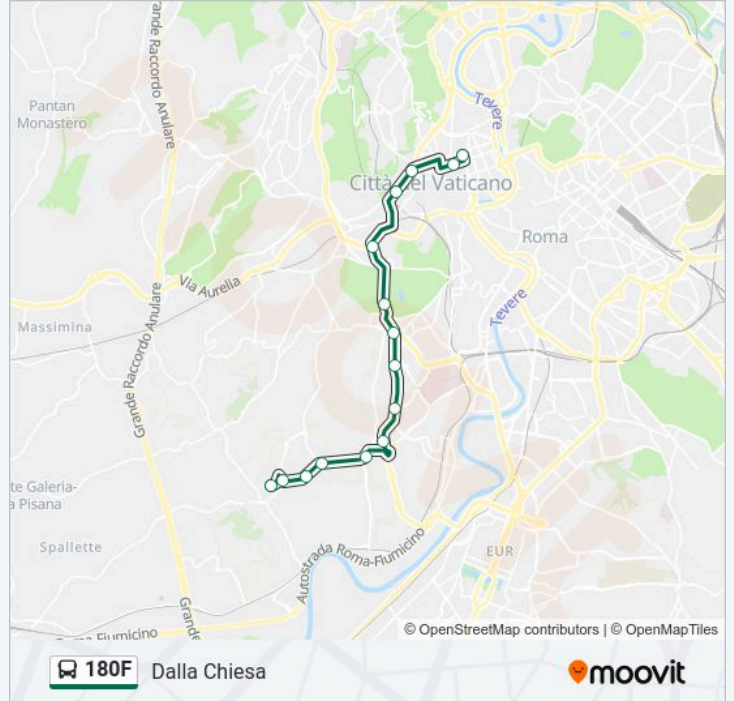 Grande Raccordo Anulare
Pantan
Monastero
Tevere
Città del Vaticano
Roma
Via Aurelia
Massimina
Grande Raccordo Anulare
Tevere
te Galeria-
a Pisana
Spallette
EUR
Autostrada Roma-Fiumicino
Grande
Roma Fiumicino
© OpenStreetMap contributors | © OpenMapTiles
180F Dalla Chiesa
moovit